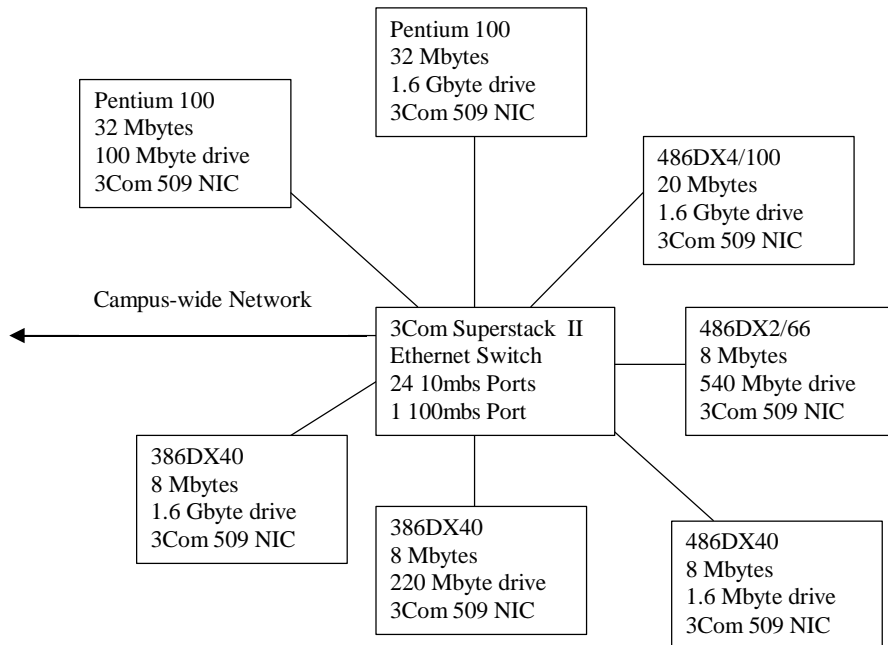 Pentium 100
32 Mbytes
1.6 Gbyte drive
3Com 509 NIC
Pentium 100
32 Mbytes
100 Mbyte drive
3Com 509 NIC
486DX4/100
20 Mbytes
1.6 Gbyte drive
3Com 509 NIC
Campus-wide Network
3Com Superstack II
Ethernet Switch
24 10mbs Ports
1 100mbs Port
486DX2/66
8 Mbytes
540 Mbyte drive
3Com 509 NIC
386DX40
8 Mbytes
1.6 Gbyte drive
3Com 509 NIC
386DX40
8 Mbytes
220 Mbyte drive
3Com 509 NIC
486DX40
8 Mbytes
1.6 Mbyte drive
3Com 509 NIC